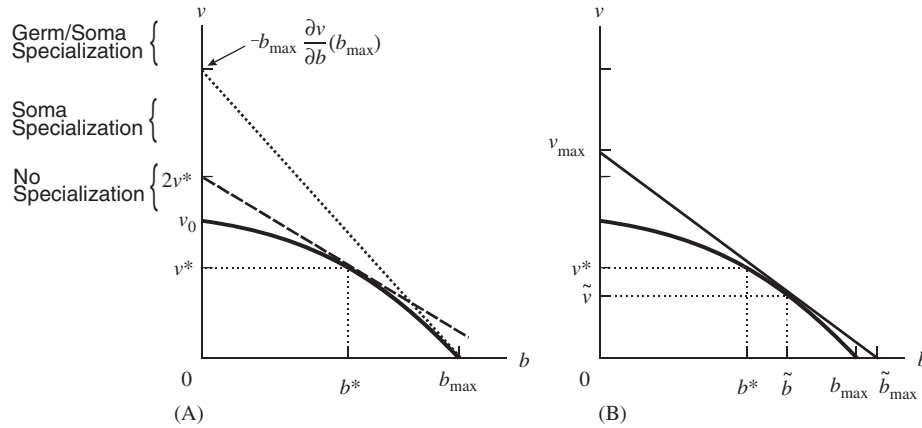 v
Germ/Soma
Specialization
–b_max ∂v/∂b (b_max)
Soma
Specialization
No
Specialization
2v*
v_0
v*
0
b*
b_max
b
(A)
v
v_max
v*
ṽ
0
b*
b̃
b_max
b̃_max
(B)